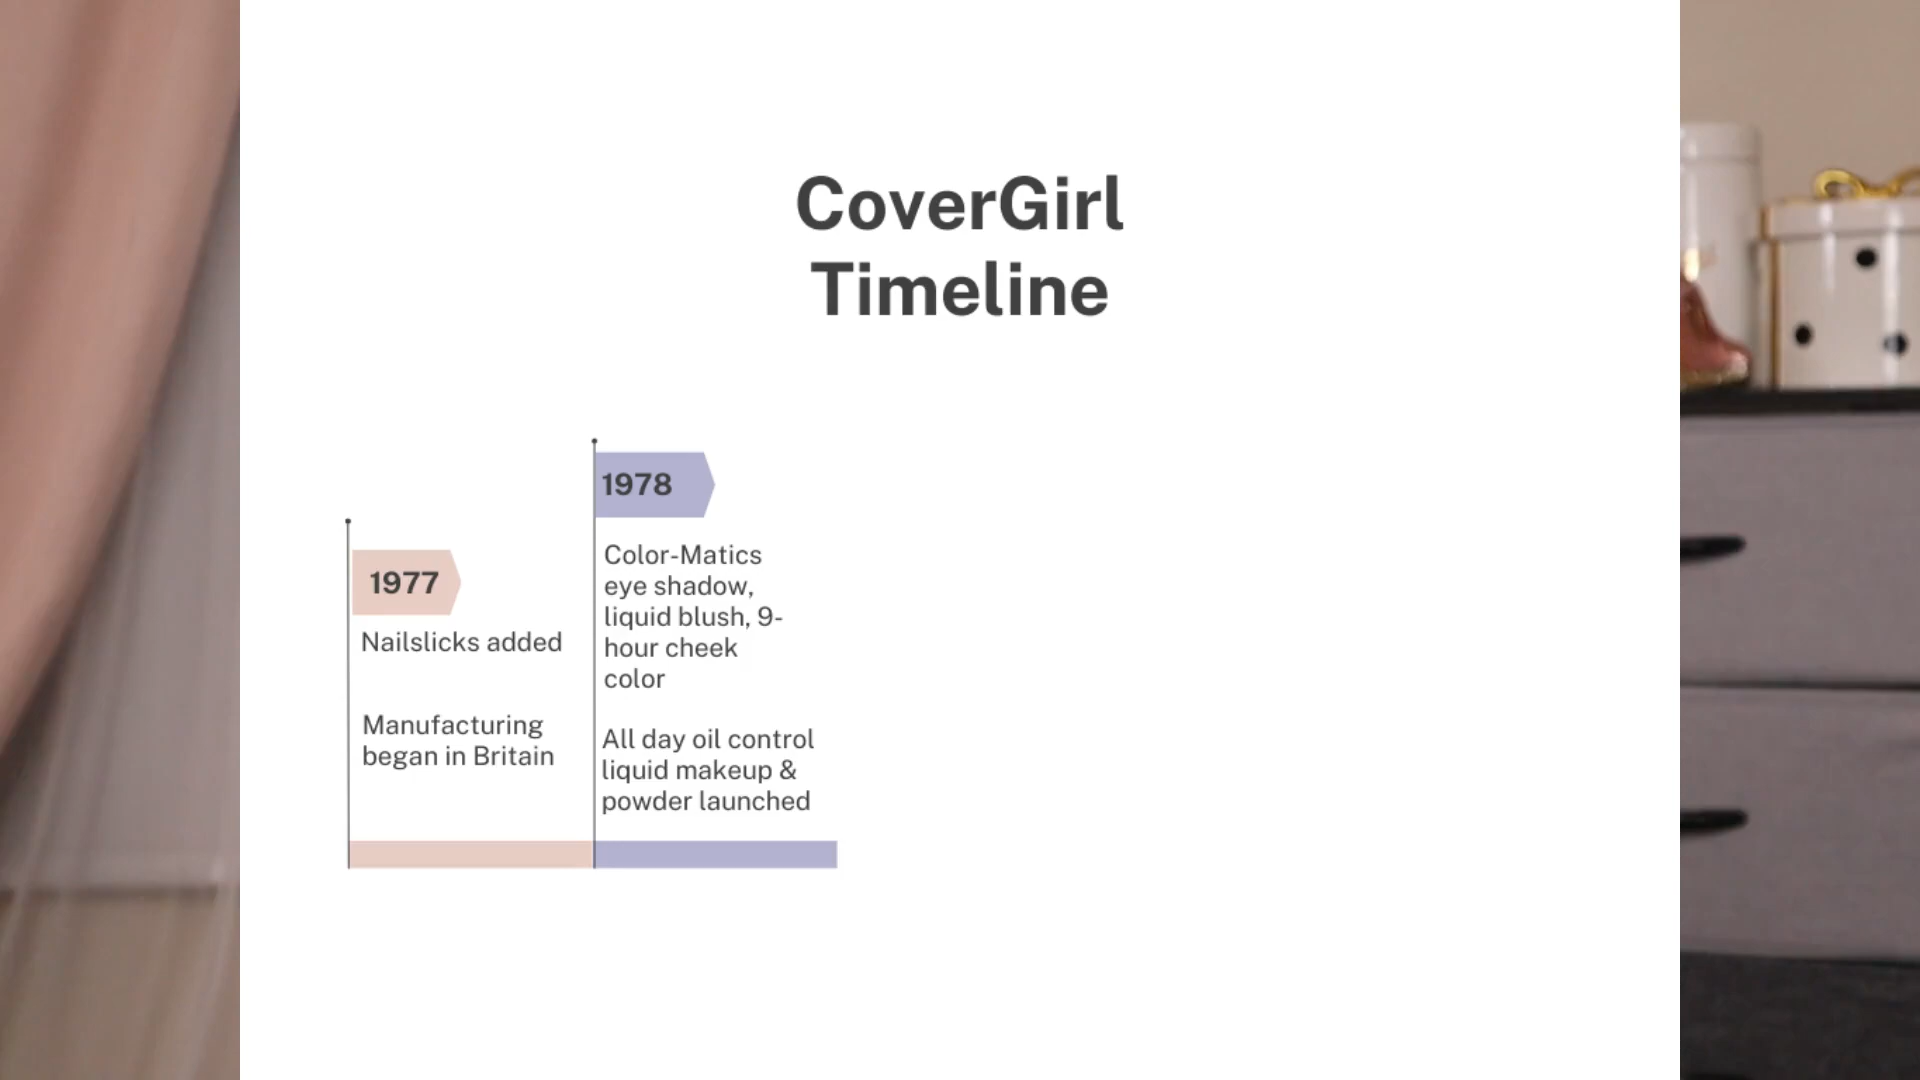 CoverGirl
Timeline
1977
Nailslicks added
Manufacturing
began in Britain
1978
Color-Matics
eye shadow,
liquid blush, 9-
hour cheek
color
All day oil control
liquid makeup &
powder launched